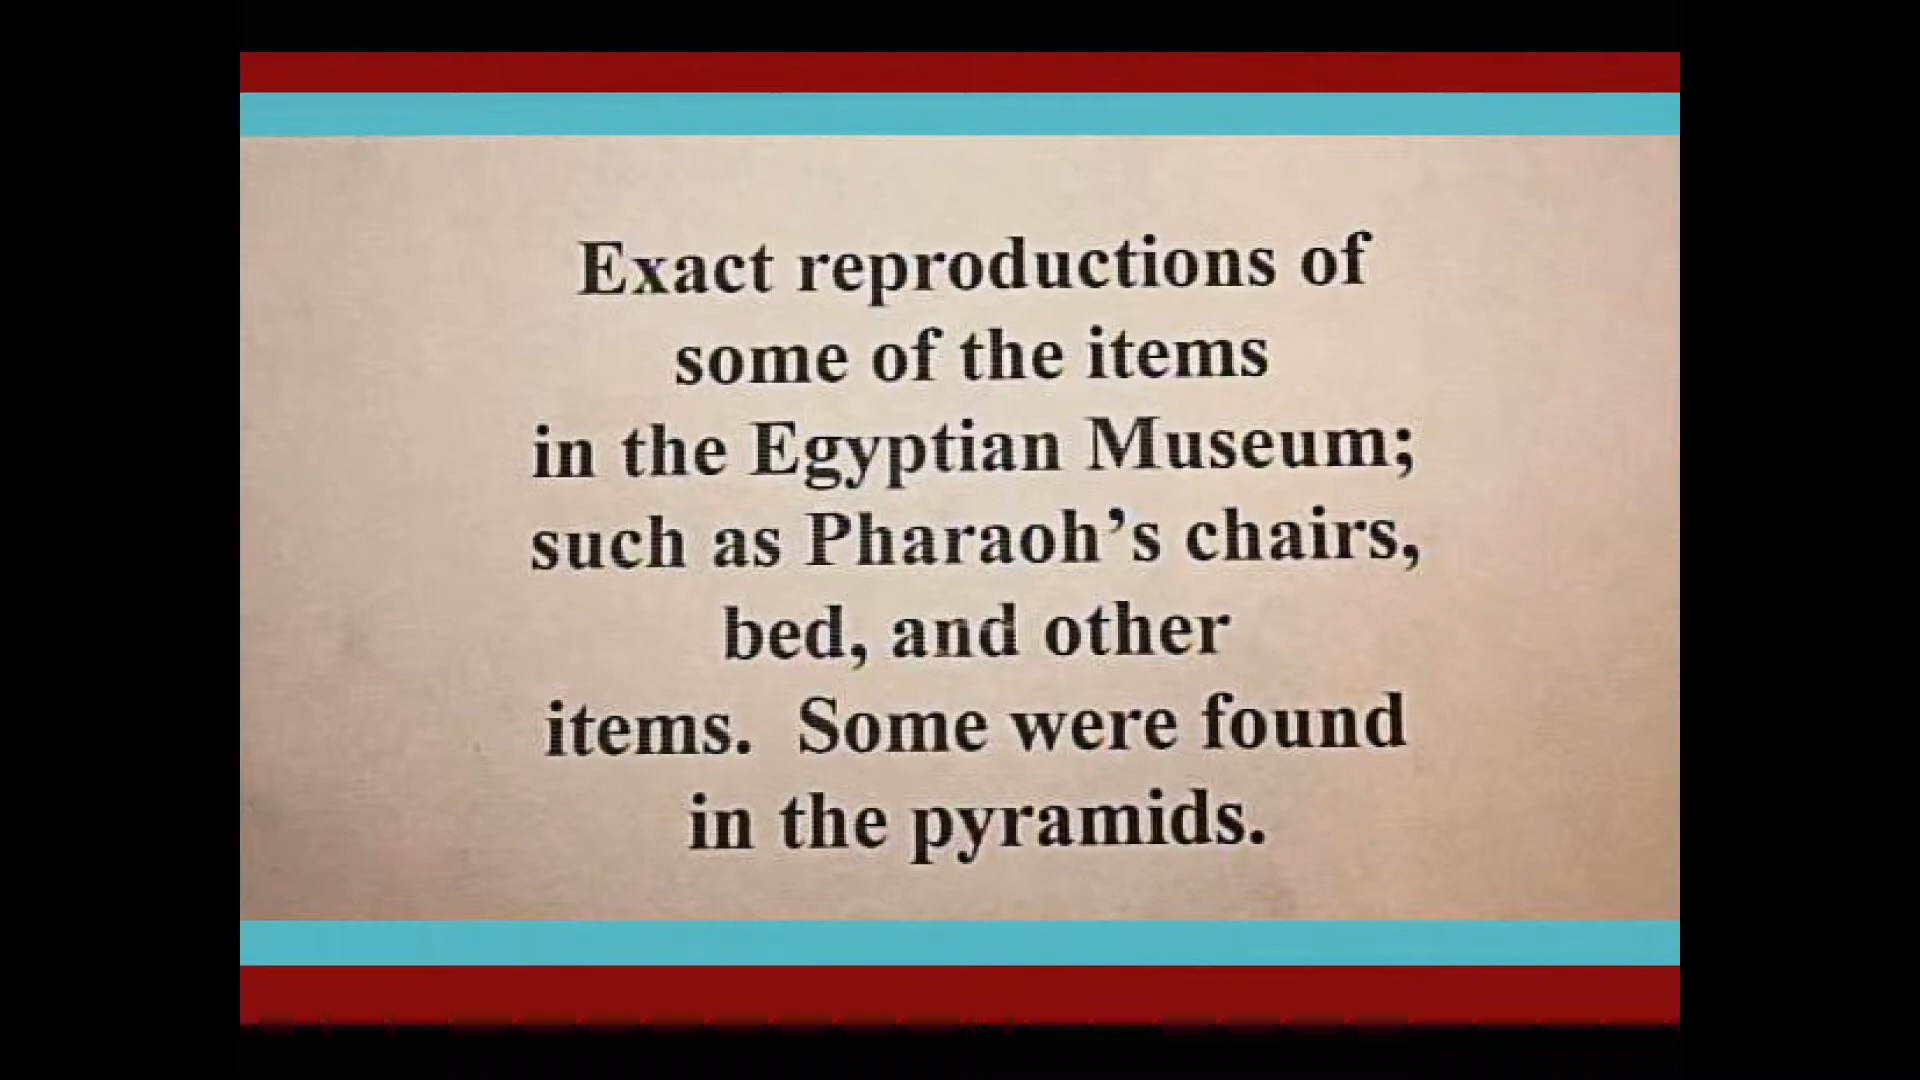 Exact reproductions of
some of the items
in the Egyptian Museum;
such as Pharaoh’s chairs,
bed, and other
items.  Some were found
in the pyramids.